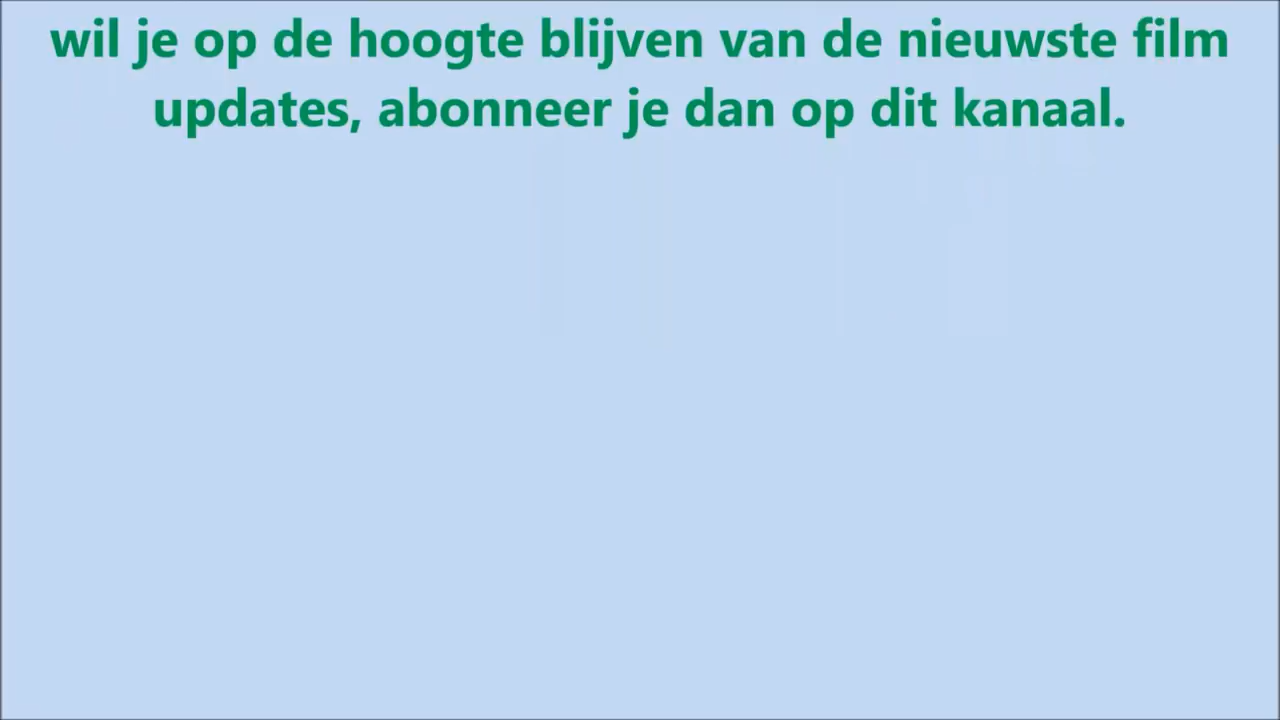 wil je op de hoogte blijven van de nieuwste film
updates, abonneer je dan op dit kanaal.